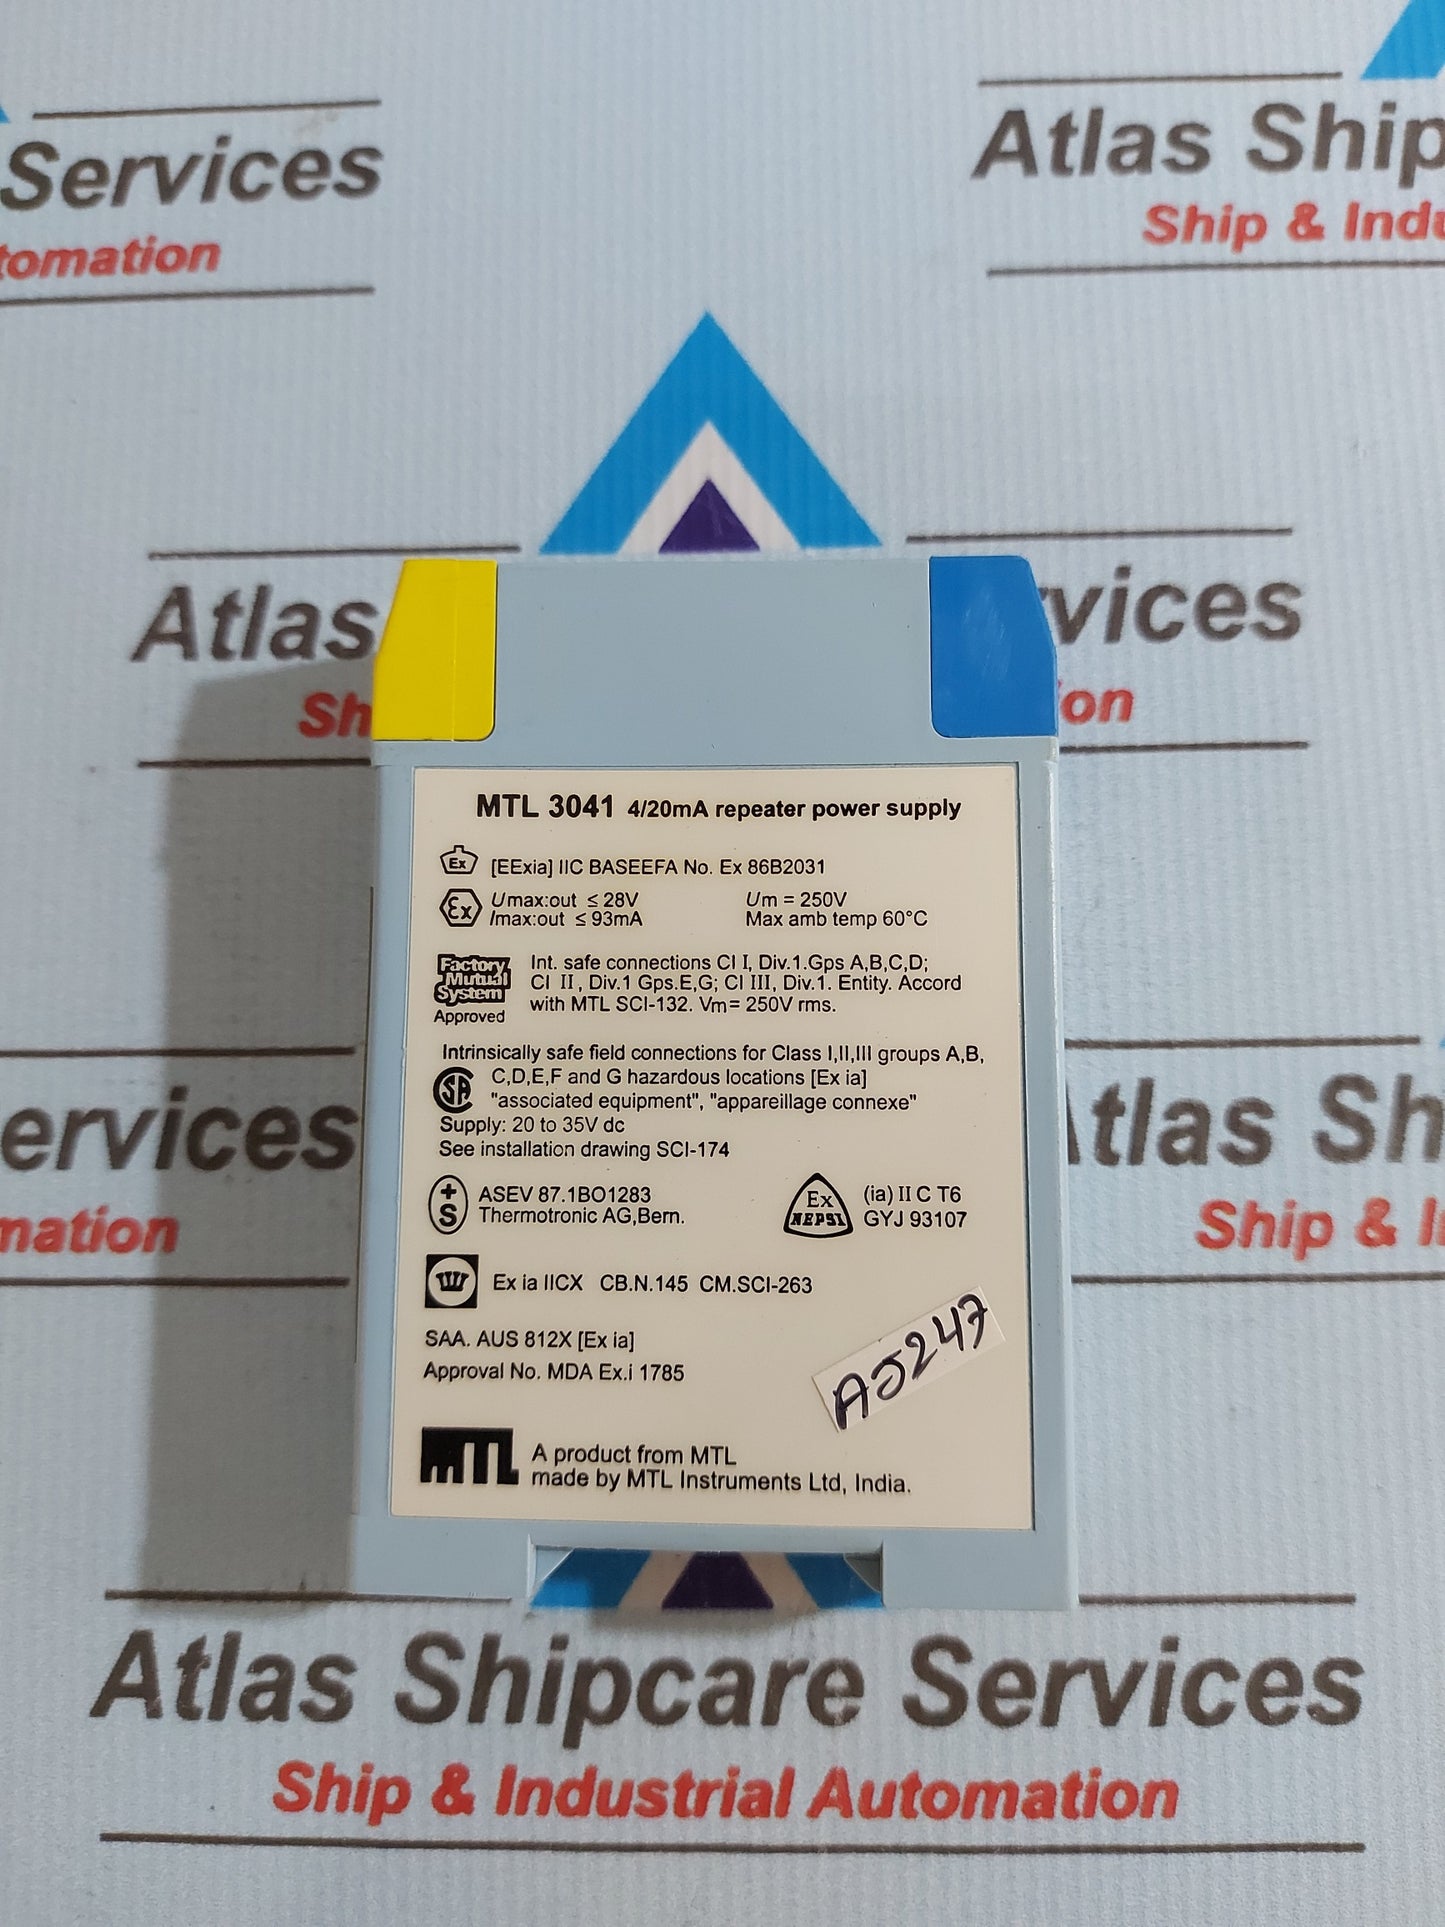 Services
tomation
Atlas Ship
Ship & Indu
Atlas
rvices
Sh
ion
MTL 3041 4/20mA repeater power supply
Ex
[EExia] IIC BASEEFA No. Ex 86B2031
Ex
Umax:out ≤ 28V
Um = 250V
Imax:out ≤ 93mA
Max amb temp 60°C
Factory
Mutual
System
Approved
Int. safe connections Cl I, Div.1.Gps A,B,C,D;
Cl II, Div.1 Gps.E,G; Cl III, Div.1. Entity. Accord
with MTL SCI-132. Vm= 250V rms.
Intrinsically safe field connections for Class I,II,III groups A,B,
C,D,E,F and G hazardous locations [Ex ia]
SA
"associated equipment", "appareillage connexe"
Supply: 20 to 35V dc
See installation drawing SCI-174
+
S
ASEV 87.1BO1283
Thermotronic AG,Bern.
Ex
NEPSI
(ia) II C T6
GYJ 93107
Ex ia IICX CB.N.145 CM.SCI-263
SAA. AUS 812X [Ex ia]
Approval No. MDA Ex.i 1785
AJ247
MTL
A product from MTL
made by MTL Instruments Ltd, India.
ervices
mation
tlas Sh
Ship & I
Atlas Shipcare Services
Ship & Industrial Automation